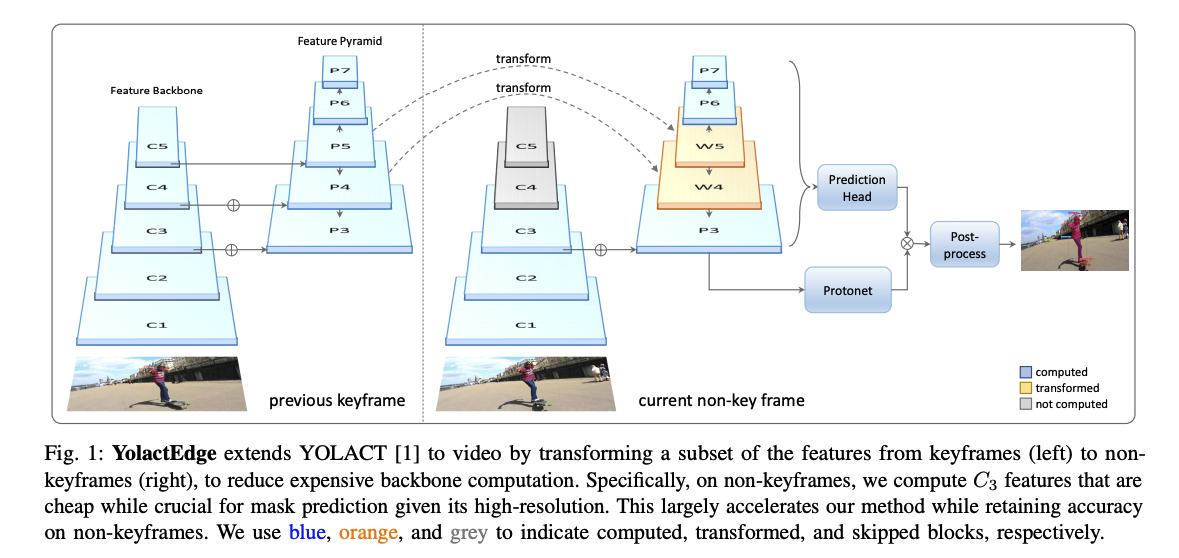 Feature Pyramid
Feature Backbone
P7
P6
P5
P4
P3
C5
C4
C3
C2
C1
previous keyframe
transform
transform
C5
C4
C3
C2
C1
P7
P6
W5
W4
P3
Prediction
Head
Protonet
Post-
process
current non-key frame
computed
transformed
not computed
Fig. 1: YolactEdge extends YOLACT [1] to video by transforming a subset of the features from keyframes (left) to non-
keyframes (right), to reduce expensive backbone computation. Specifically, on non-keyframes, we compute C3 features that are
cheap while crucial for mask prediction given its high-resolution. This largely accelerates our method while retaining accuracy
on non-keyframes. We use blue, orange, and grey to indicate computed, transformed, and skipped blocks, respectively.